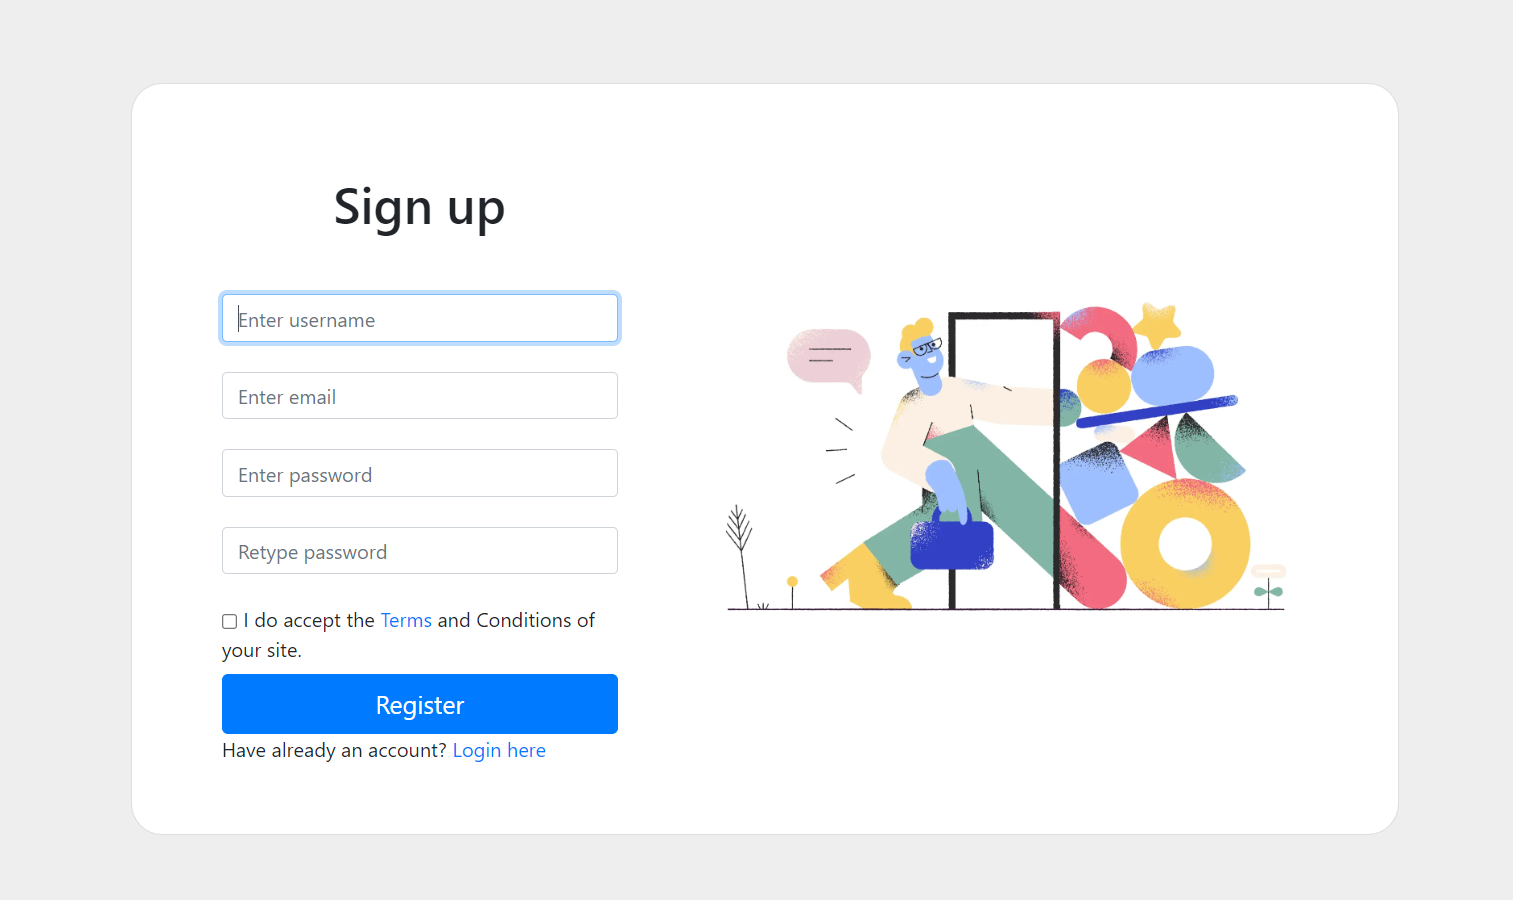 Sign up
Enter username
Enter email
Enter password
Retype password
I do accept the Terms and Conditions of
your site.
Register
Have already an account? Login here